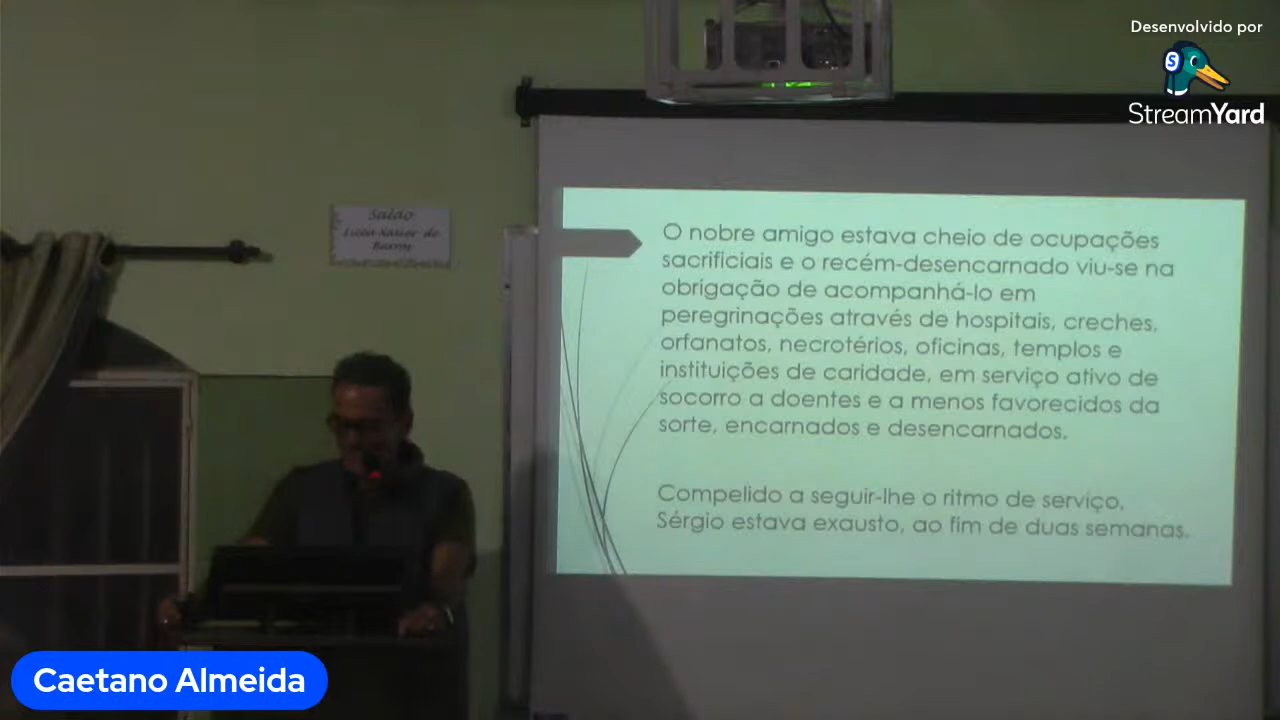 Desenvolvido por
StreamYard
Salão
O nobre amigo estava cheio de ocupações
sacrificiais e o recém-desencarnado viu-se na
obrigação de acompanhá-lo em
peregrinações através de hospitais, creches,
orfanatos, necrotérios, oficinas, templos e
instituições de caridade, em serviço ativo de
socorro a doentes e a menos favorecidos da
sorte, encarnados e desencarnados.
Compelido a seguir-lhe o ritmo de serviço,
Sérgio estava exausto, ao fim de duas semanas.
Caetano Almeida